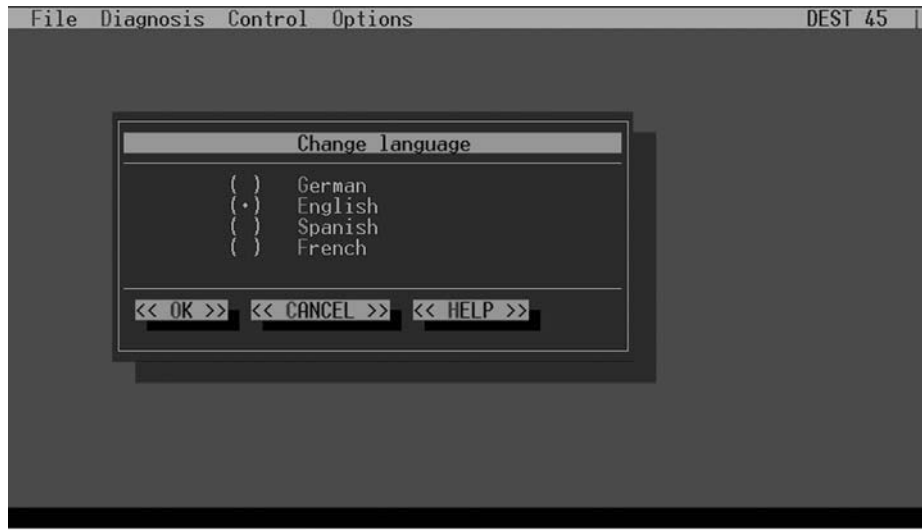 File Diagnosis Control Options DEST 45
Change language
( ) German
(•) English
( ) Spanish
( ) French
<< OK >> << CANCEL >> << HELP >>